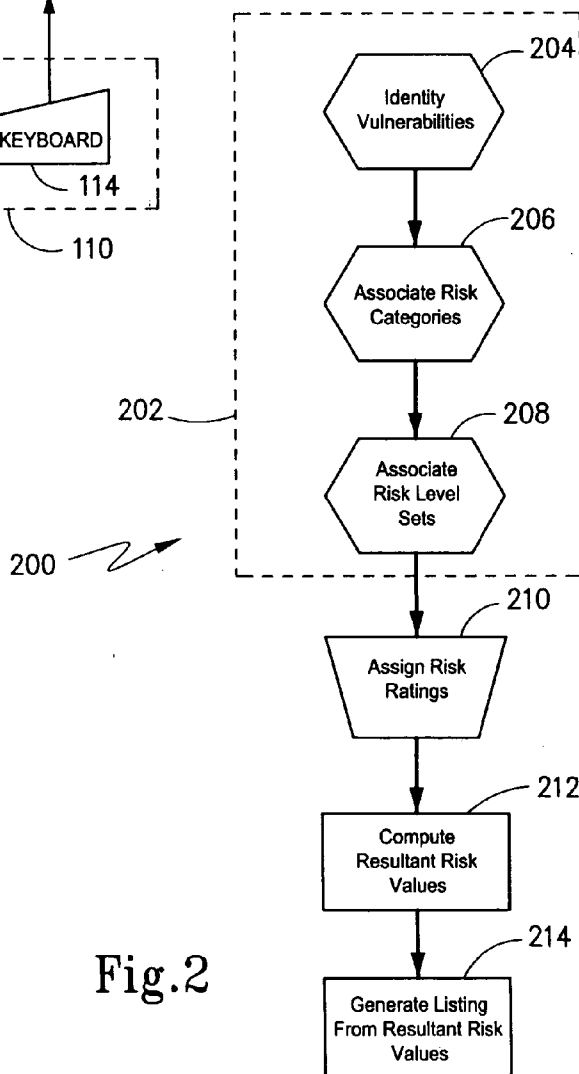 204
Identity
Vulnerabilities
KEYBOARD
114
110
206
Associate Risk
Categories
202
208
Associate
Risk Level
Sets
200
210
Assign Risk
Ratings
212
Compute
Resultant Risk
Values
214
Fig.2
Generate Listing
From Resultant Risk
Values